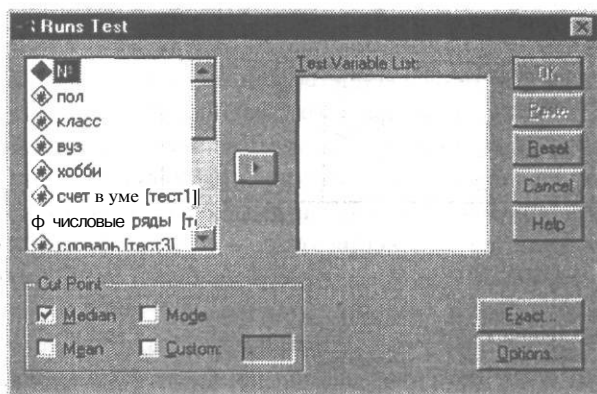 Runs Test
№
пол
класс
вуз
хобби
счет в уме [тест1]
ф числовые ряды [т
словарь [тест3]
Test Variable List:
OK
Paste
Reset
Cancel
Help
Cut Point
Median
Mode
Mean
Custom:
Exact...
Options...